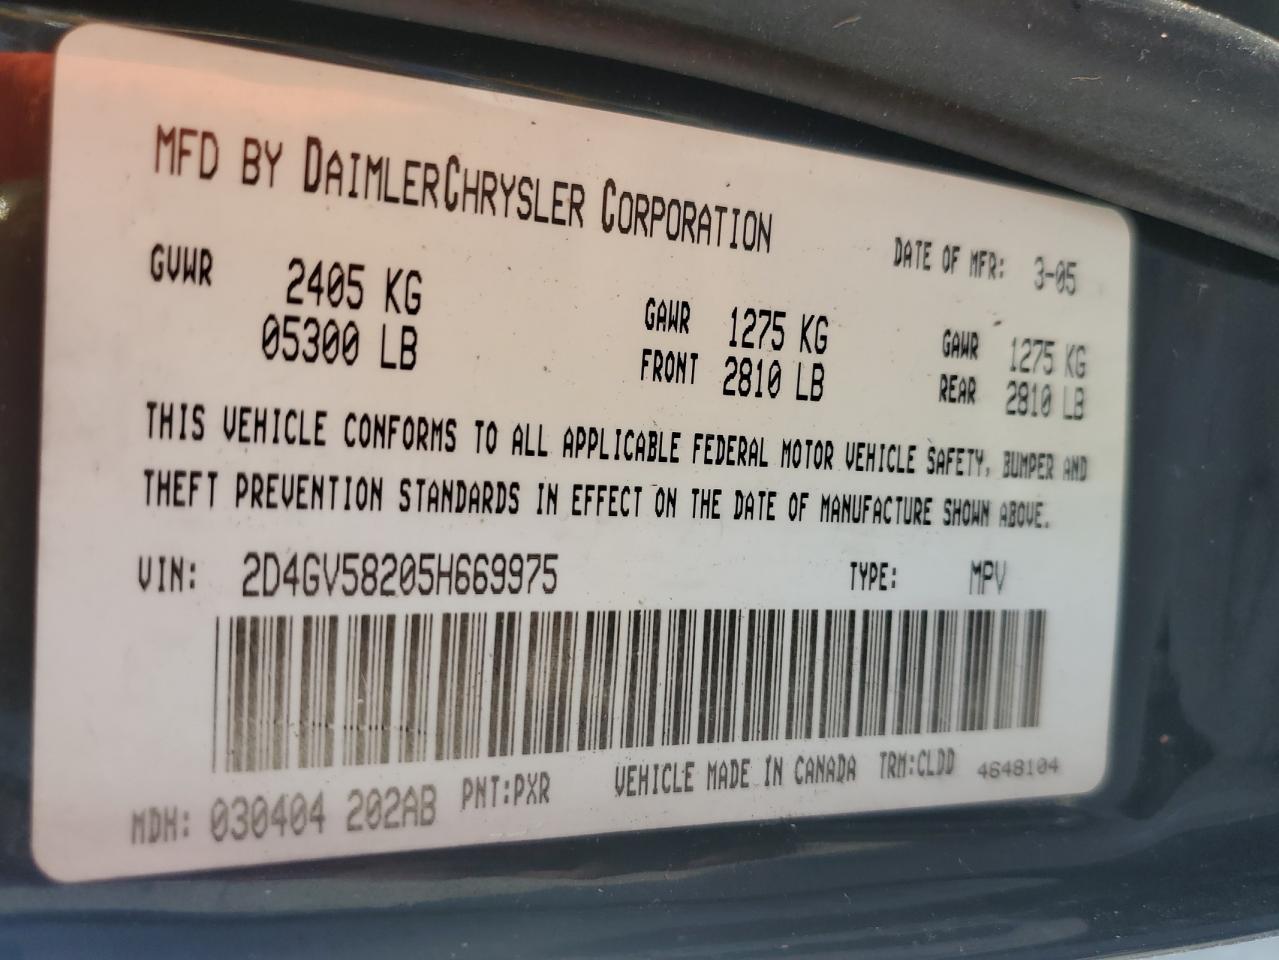 MFD BY DAIMLERCHRYSLER CORPORATION
DATE OF MFR: 3-05
GVWR 2405 KG
05300 LB
GAWR 1275 KG
FRONT 2810 LB
GAWR 1275 KG
REAR 2810 LB
THIS VEHICLE CONFORMS TO ALL APPLICABLE FEDERAL MOTOR VEHICLE SAFETY, BUMPER AND
THEFT PREVENTION STANDARDS IN EFFECT ON THE DATE OF MANUFACTURE SHOWN ABOVE.
VIN: 2D4GV58205H669975 TYPE: MPV
MDH: 030404 202AB PNT:PXR VEHICLE MADE IN CANADA TRM:CLDD 4648104